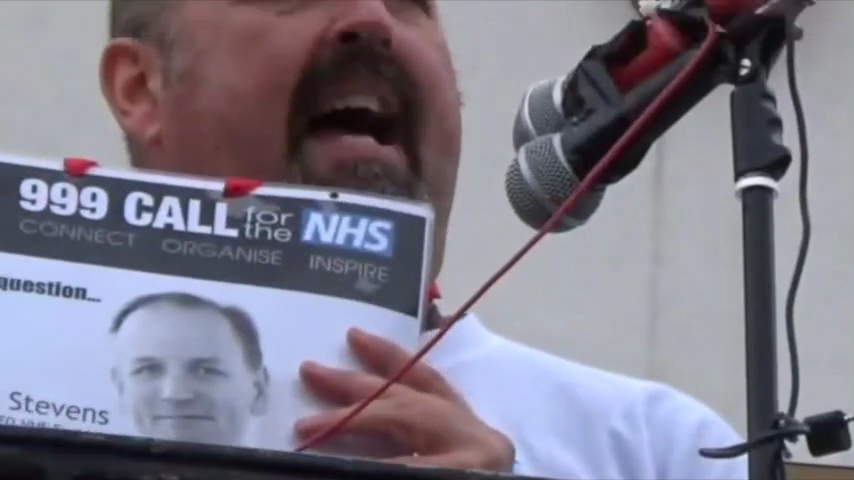 999 CALL for the NHS
CONNECT ORGANISE INSPIRE
question...
Stevens